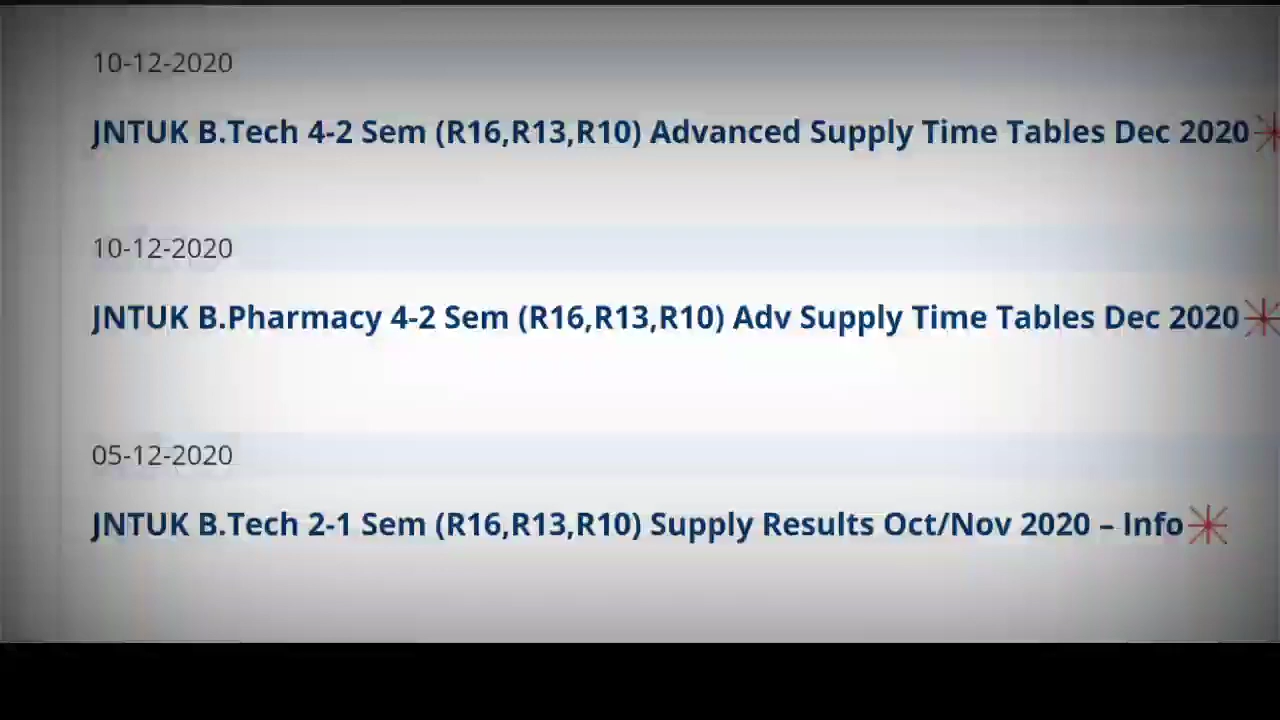 10-12-2020
JNTUK B.Tech 4-2 Sem (R16,R13,R10) Advanced Supply Time Tables Dec 2020
10-12-2020
JNTUK B.Pharmacy 4-2 Sem (R16,R13,R10) Adv Supply Time Tables Dec 2020
05-12-2020
JNTUK B.Tech 2-1 Sem (R16,R13,R10) Supply Results Oct/Nov 2020 – Info